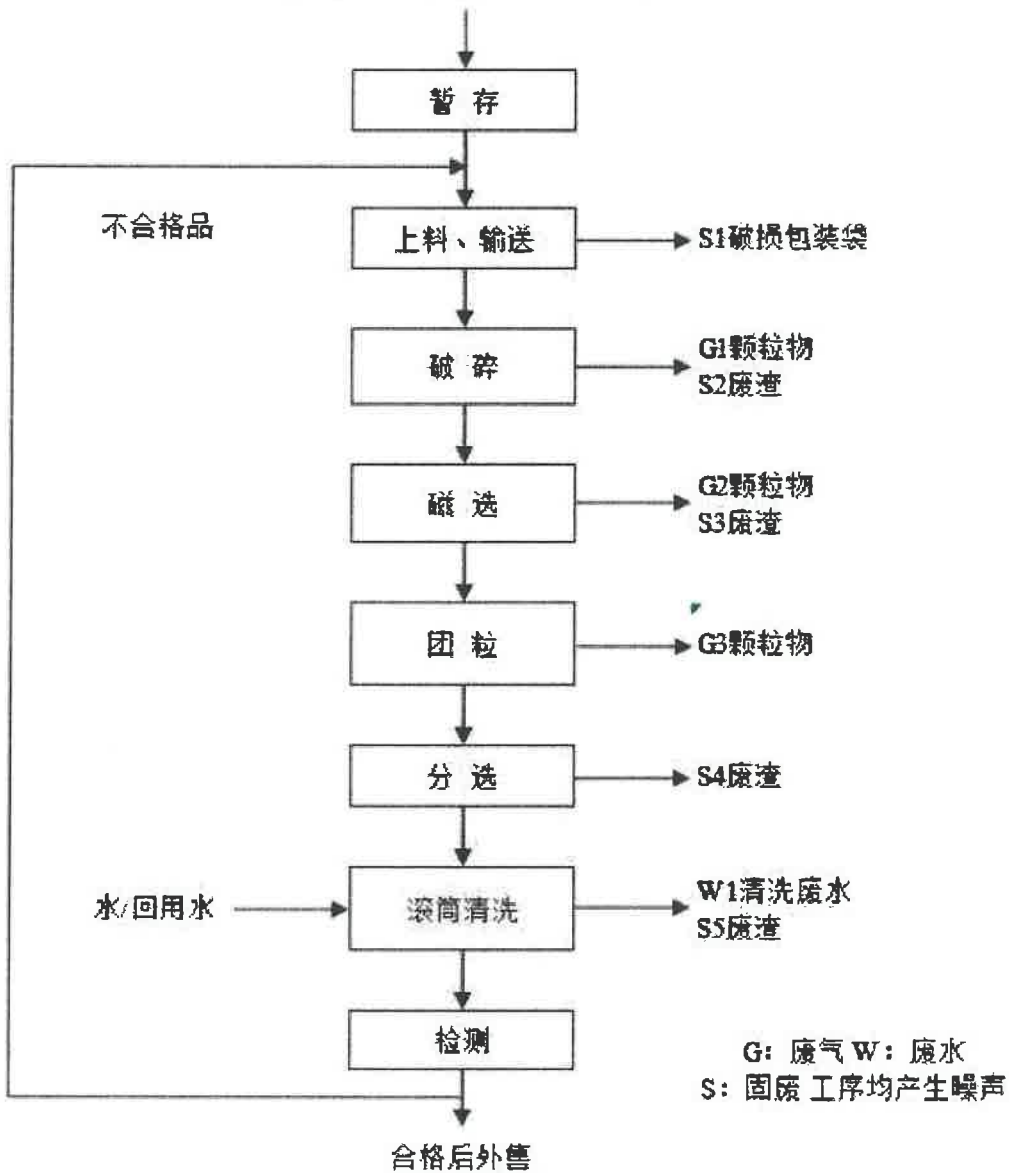 暂存
不合格品
上料、输送
S1破损包装袋
破碎
G1颗粒物
S2废渣
磁选
G2颗粒物
S3废渣
团粒
G3颗粒物
分选
S4废渣
水/回用水
滚筒清洗
W1清洗废水
S5废渣
检测
G：废气 W：废水
S：固废 工序均产生噪声
合格后外售